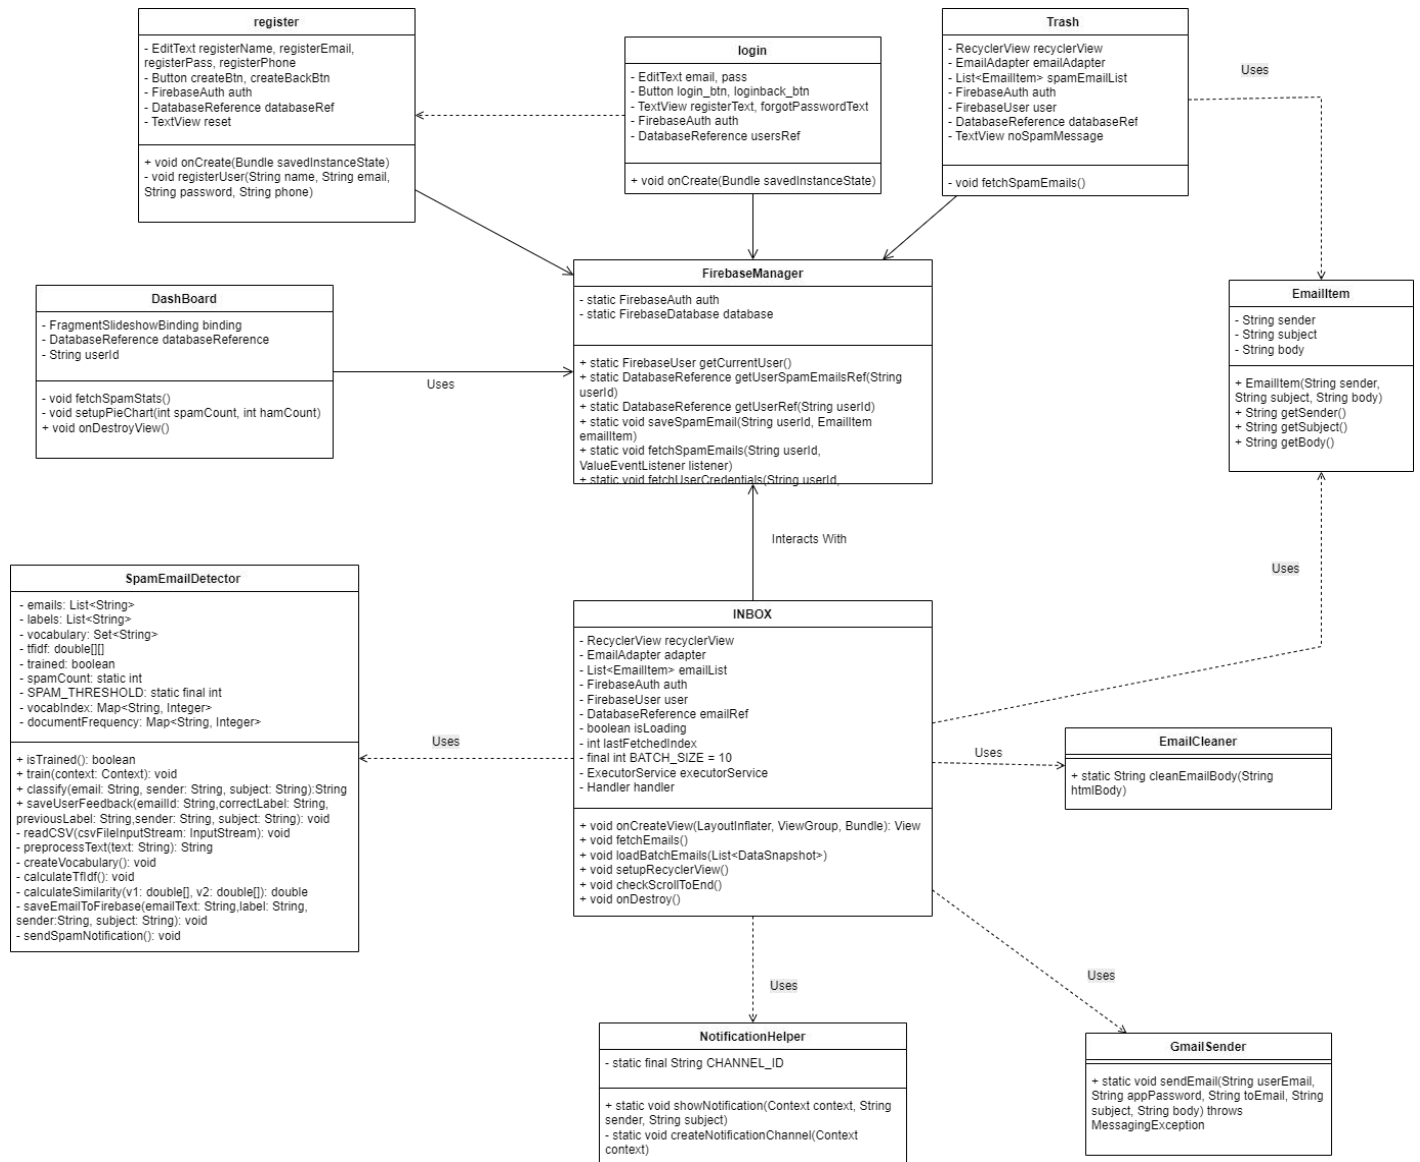 register
- EditText registerName, registerEmail,
registerPass, registerPhone
- Button createBtn, createBackBtn
- FirebaseAuth auth
- DatabaseReference databaseRef
- TextView reset
+ void onCreate(Bundle savedInstanceState)
- void registerUser(String name, String email,
String password, String phone)
login
- EditText email, pass
- Button login_btn, loginback_btn
- TextView registerText, forgotPasswordText
- FirebaseAuth auth
- DatabaseReference usersRef
+ void onCreate(Bundle savedInstanceState)
Trash
- RecyclerView recyclerView
- EmailAdapter emailAdapter
- List<EmailItem> spamEmailList
- FirebaseAuth auth
- FirebaseUser user
- DatabaseReference databaseRef
- TextView noSpamMessage
- void fetchSpamEmails()
Uses
DashBoard
- FragmentSlideshowBinding binding
- DatabaseReference databaseReference
- String userId
- void fetchSpamStats()
- void setupPieChart(int spamCount, int hamCount)
+ void onDestroyView()
Uses
FirebaseManager
- static FirebaseAuth auth
- static FirebaseDatabase database
+ static FirebaseUser getCurrentUser()
+ static DatabaseReference getUserSpamEmailsRef(String
userId)
+ static DatabaseReference getUserRef(String userId)
+ static void saveSpamEmail(String userId, EmailItem
emailItem)
+ static void fetchSpamEmails(String userId,
ValueEventListener listener)
+ static void fetchUserCredentials(String userId,
EmailItem
- String sender
- String subject
- String body
+ EmailItem(String sender,
String subject, String body)
+ String getSender()
+ String getSubject()
+ String getBody()
Interacts With
Uses
SpamEmailDetector
- emails: List<String>
- labels: List<String>
- vocabulary: Set<String>
- tfidf: double[][]
- trained: boolean
- spamCount: static int
- SPAM_THRESHOLD: static final int
- vocabIndex: Map<String, Integer>
- documentFrequency: Map<String, Integer>
+ isTrained(): boolean
+ train(context: Context): void
+ classify(email: String, sender: String, subject: String):String
+ saveUserFeedback(emailId: String,correctLabel: String,
previousLabel: String,sender: String, subject: String): void
- readCSV(csvFileInputStream: InputStream): void
- preprocessText(text: String): String
- createVocabulary(): void
- calculateTfIdf(): void
- calculateSimilarity(v1: double[], v2: double[]): double
- saveEmailToFirebase(emailText: String,label: String,
sender:String, subject: String): void
- sendSpamNotification(): void
Uses
INBOX
- RecyclerView recyclerView
- EmailAdapter adapter
- List<EmailItem> emailList
- FirebaseAuth auth
- FirebaseUser user
- DatabaseReference emailRef
- boolean isLoading
- int lastFetchedIndex
- final int BATCH_SIZE = 10
- ExecutorService executorService
- Handler handler
+ void onCreateView(LayoutInflater, ViewGroup, Bundle): View
+ void fetchEmails()
+ void loadBatchEmails(List<DataSnapshot>)
+ void setupRecyclerView()
+ void checkScrollToEnd()
+ void onDestroy()
Uses
EmailCleaner
+ static String cleanEmailBody(String
htmlBody)
Uses
Uses
NotificationHelper
- static final String CHANNEL_ID
+ static void showNotification(Context context, String
sender, String subject)
- static void createNotificationChannel(Context
context)
GmailSender
+ static void sendEmail(String userEmail,
String appPassword, String toEmail, String
subject, String body) throws
MessagingException